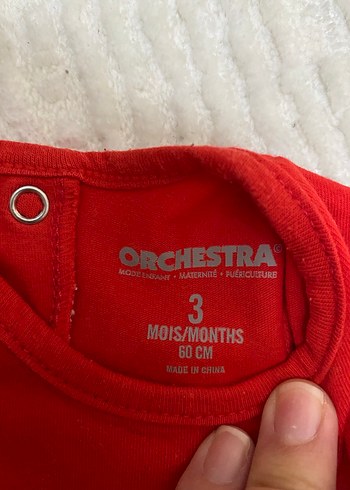 ORCHESTRA®
MODE ENFANT • MATERNITÉ • PUÉRICULTURE
3
MOIS/MONTHS
60 CM
MADE IN CHINA